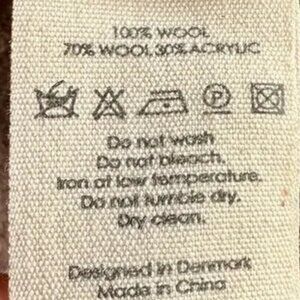 100% WOOL
70% WOOL 30% ACRYLIC
P
Do not wash
Do not bleach.
Iron at low temperature.
Do not tumble dry.
Dry clean.
Designed in Denmark
Made in China